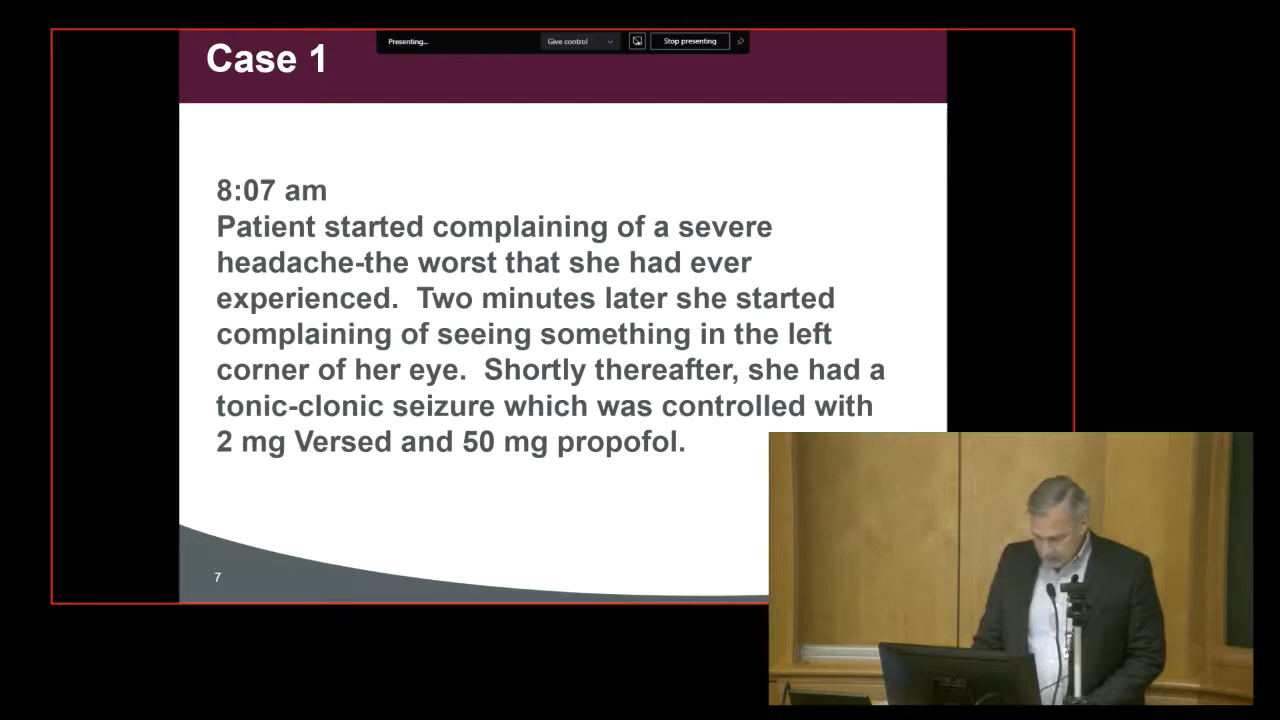 Presenting...
Give control
Stop presenting
Case 1
8:07 am
Patient started complaining of a severe
headache-the worst that she had ever
experienced.  Two minutes later she started
complaining of seeing something in the left
corner of her eye.  Shortly thereafter, she had a
tonic-clonic seizure which was controlled with
2 mg Versed and 50 mg propofol.
7